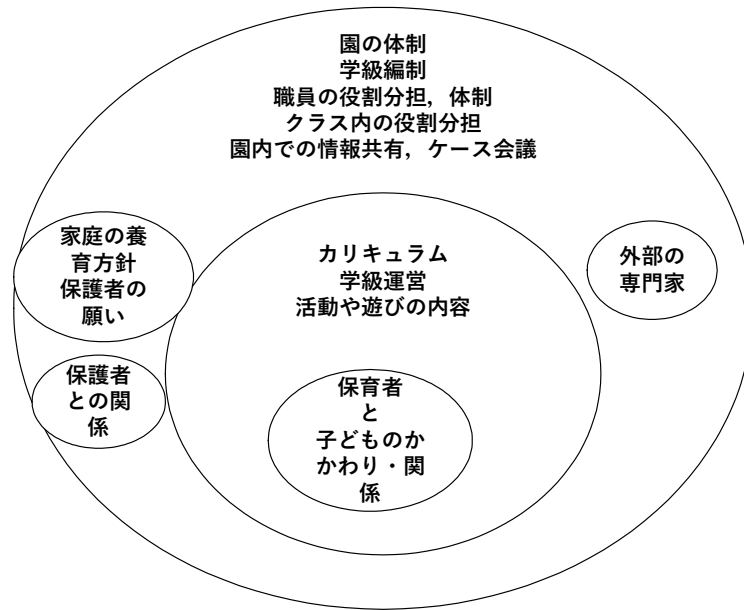 園の体制
学級編制
職員の役割分担，体制
クラス内の役割分担
園内での情報共有，ケース会議
家庭の養
育方針
保護者の
願い
カリキュラム
学級運営
活動や遊びの内容
外部の
専門家
保護者
との関
係
保育者
と
子どものか
かわり・関
係